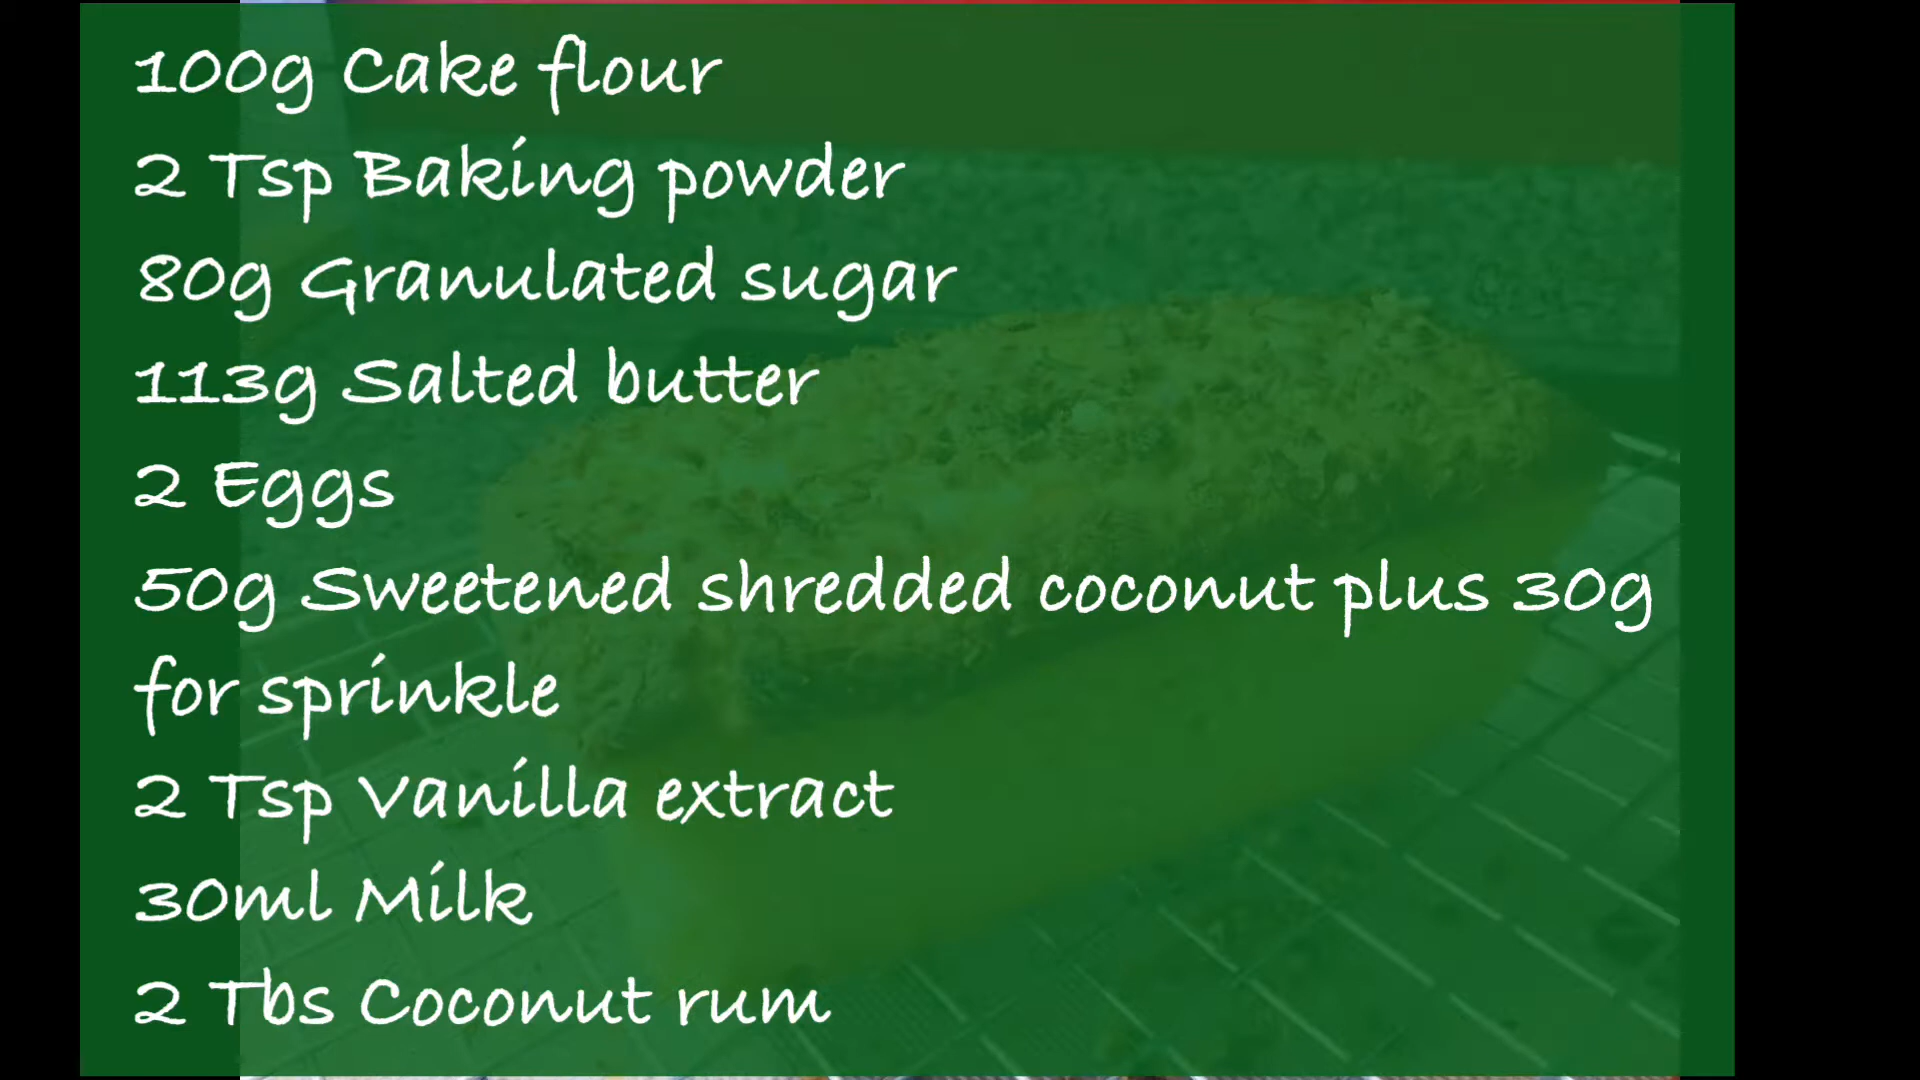 100g Cake flour
2 Tsp Baking powder
80g Granulated sugar
113g Salted butter
2 Eggs
50g Sweetened shredded coconut plus 30g
for sprinkle
2 Tsp Vanilla extract
30ml Milk
2 Tbs Coconut rum